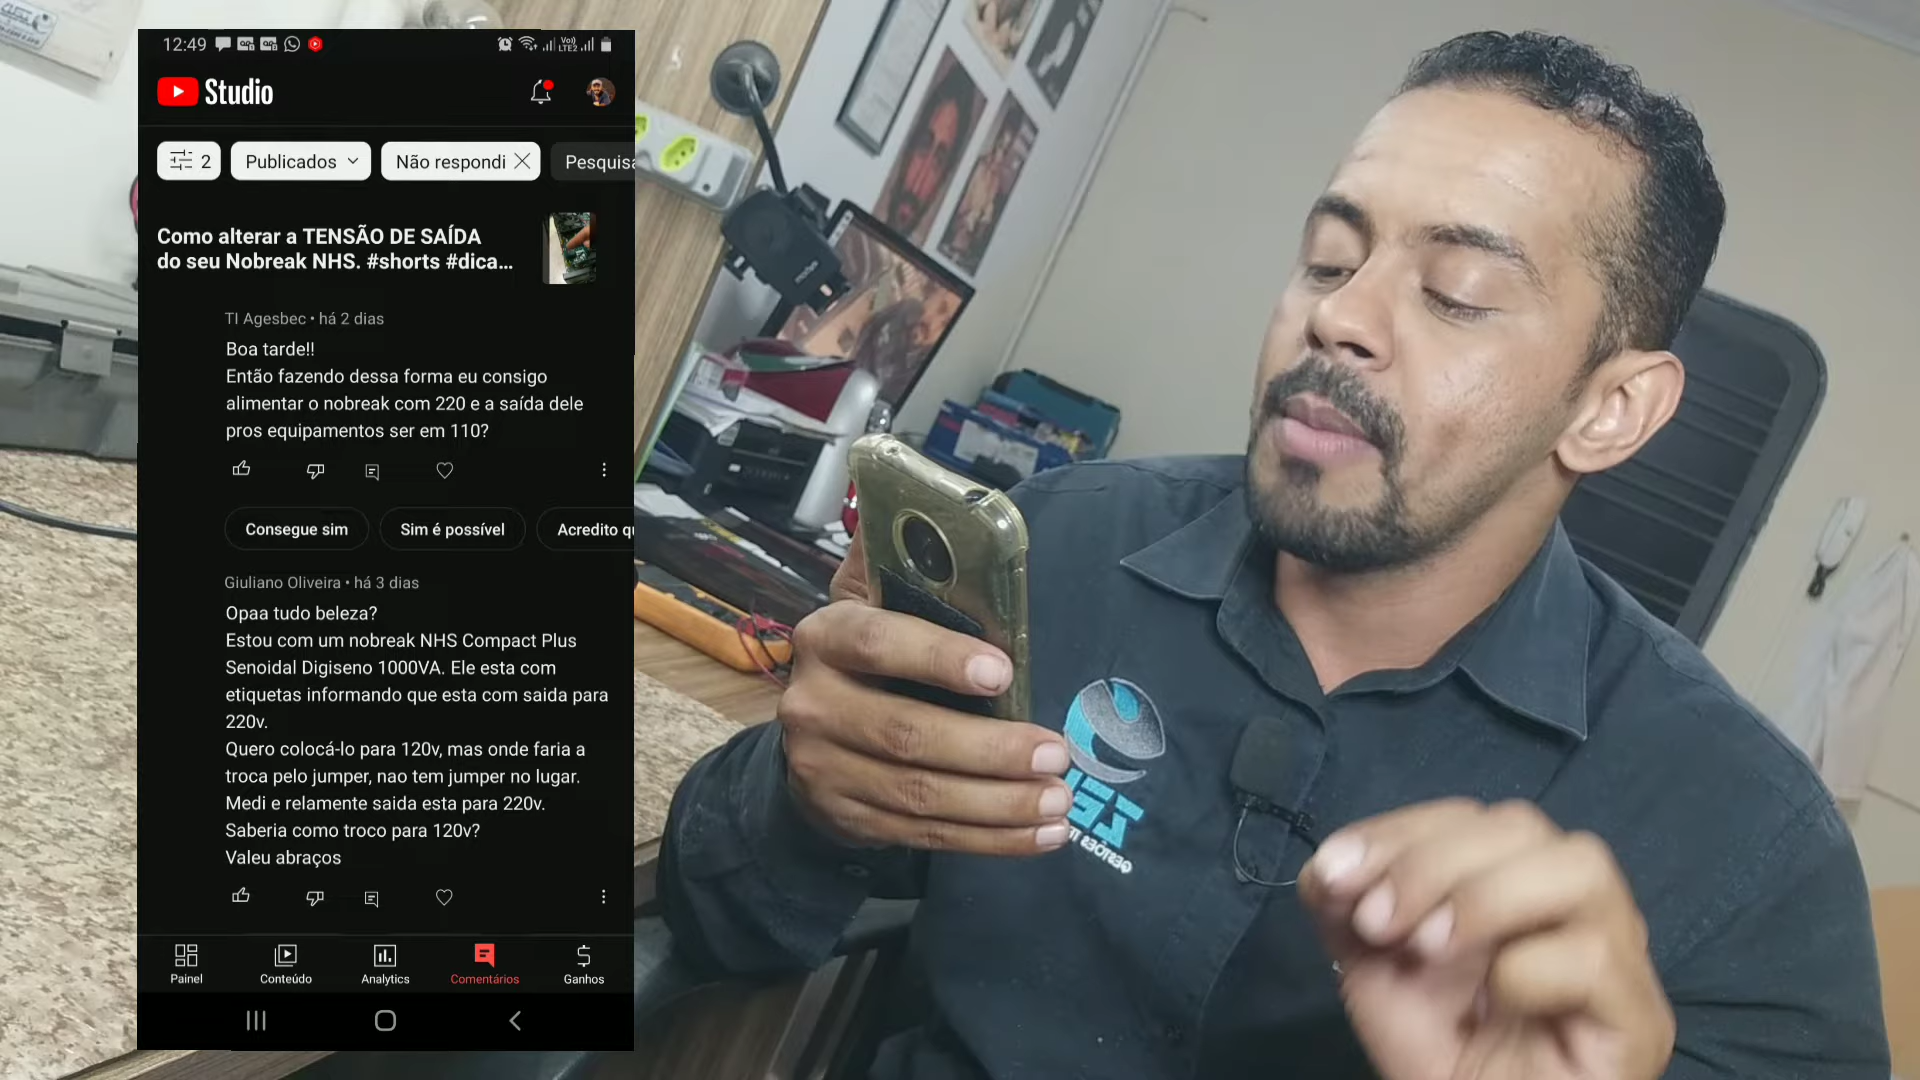 12:49
Vo))
LTE2
Studio
2
Publicados
Não respondi
Pesquisa
Como alterar a TENSÃO DE SAÍDA
do seu Nobreak NHS. #shorts #dica...
TI Agesbec • há 2 dias
Boa tarde!!
Então fazendo dessa forma eu consigo
alimentar o nobreak com 220 e a saída dele
pros equipamentos ser em 110?
Consegue sim
Sim é possível
Acredito qu
Giuliano Oliveira • há 3 dias
Opaa tudo beleza?
Estou com um nobreak NHS Compact Plus
Senoidal Digiseno 1000VA. Ele esta com
etiquetas informando que esta com saida para
220v.
Quero colocá-lo para 120v, mas onde faria a
troca pelo jumper, nao tem jumper no lugar.
Medi e relamente saida esta para 220v.
Saberia como troco para 120v?
Valeu abraços
Painel
Conteúdo
Analytics
Comentários
Ganhos
GESTÕES